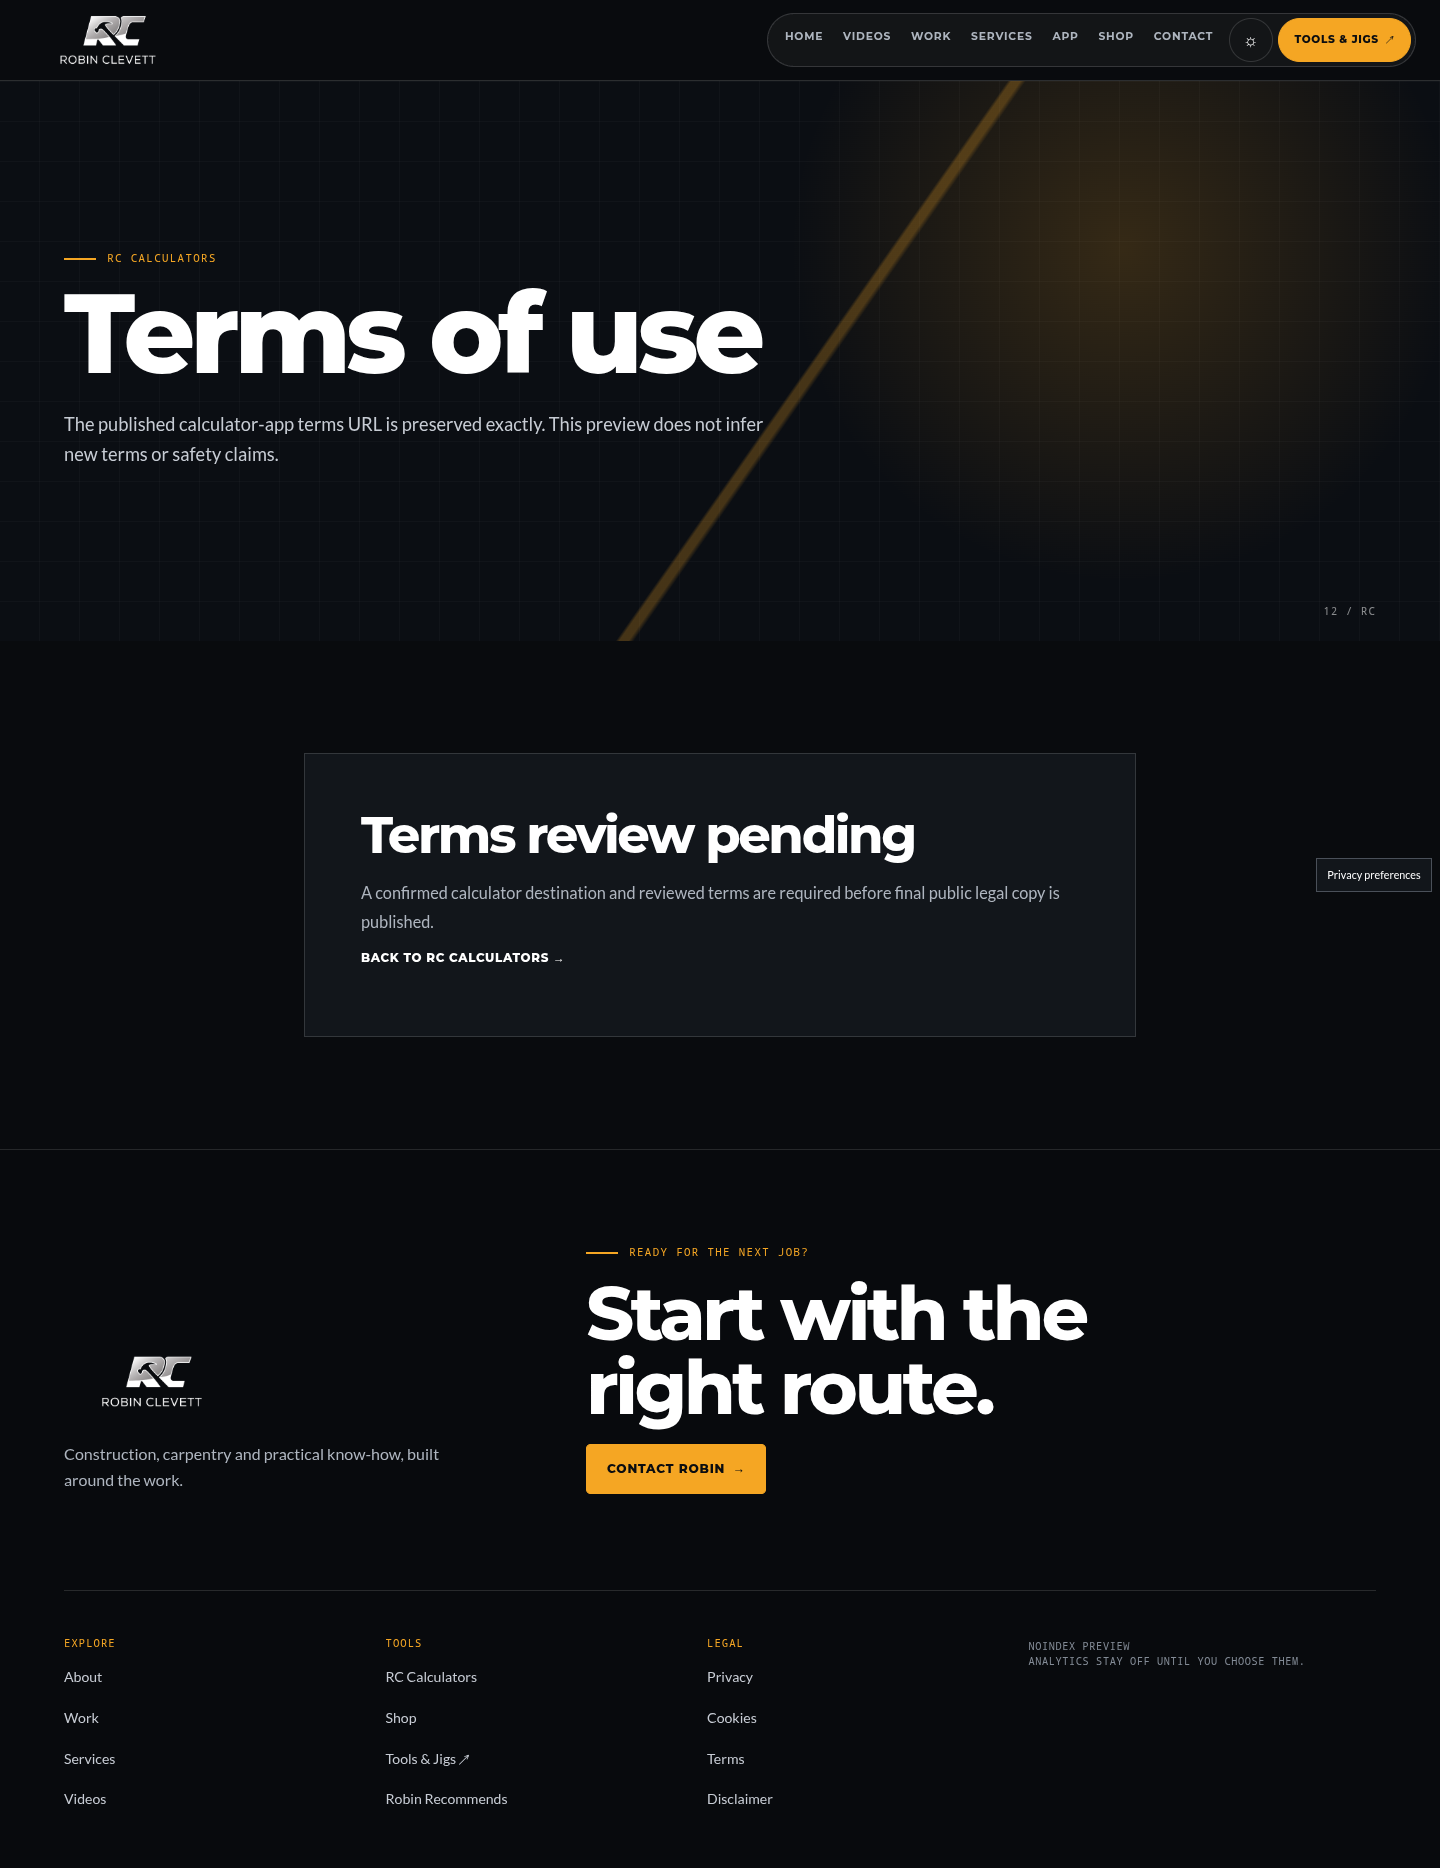 RC
ROBIN CLEVETT
HOME VIDEOS WORK SERVICES APP SHOP CONTACT ☼ TOOLS & JIGS ↗
RC CALCULATORS
Terms of use
The published calculator-app terms URL is preserved exactly. This preview does not infer
new terms or safety claims.
12 / RC
Terms review pending
A confirmed calculator destination and reviewed terms are required before final public legal copy is
published.
BACK TO RC CALCULATORS →
Privacy preferences
READY FOR THE NEXT JOB?
Start with the
right route.
RC
ROBIN CLEVETT
Construction, carpentry and practical know-how, built
around the work.
CONTACT ROBIN →
EXPLORE
About
Work
Services
Videos
TOOLS
RC Calculators
Shop
Tools & Jigs ↗
Robin Recommends
LEGAL
Privacy
Cookies
Terms
Disclaimer
NOINDEX PREVIEW
ANALYTICS STAY OFF UNTIL YOU CHOOSE THEM.